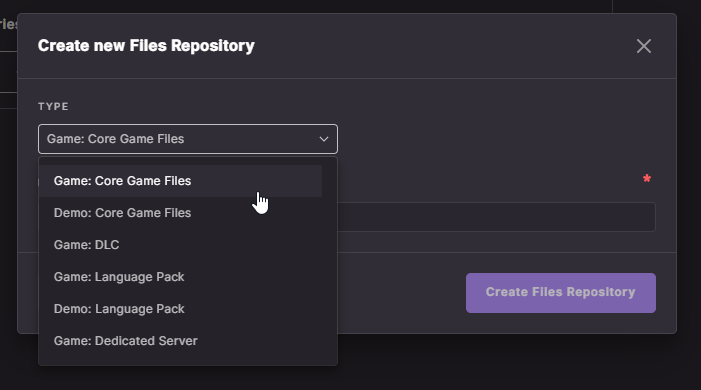 ries
Create new Files Repository
TYPE
Game: Core Game Files
Game: Core Game Files
*
Demo: Core Game Files
Game: DLC
Game: Language Pack
Create Files Repository
Demo: Language Pack
Game: Dedicated Server